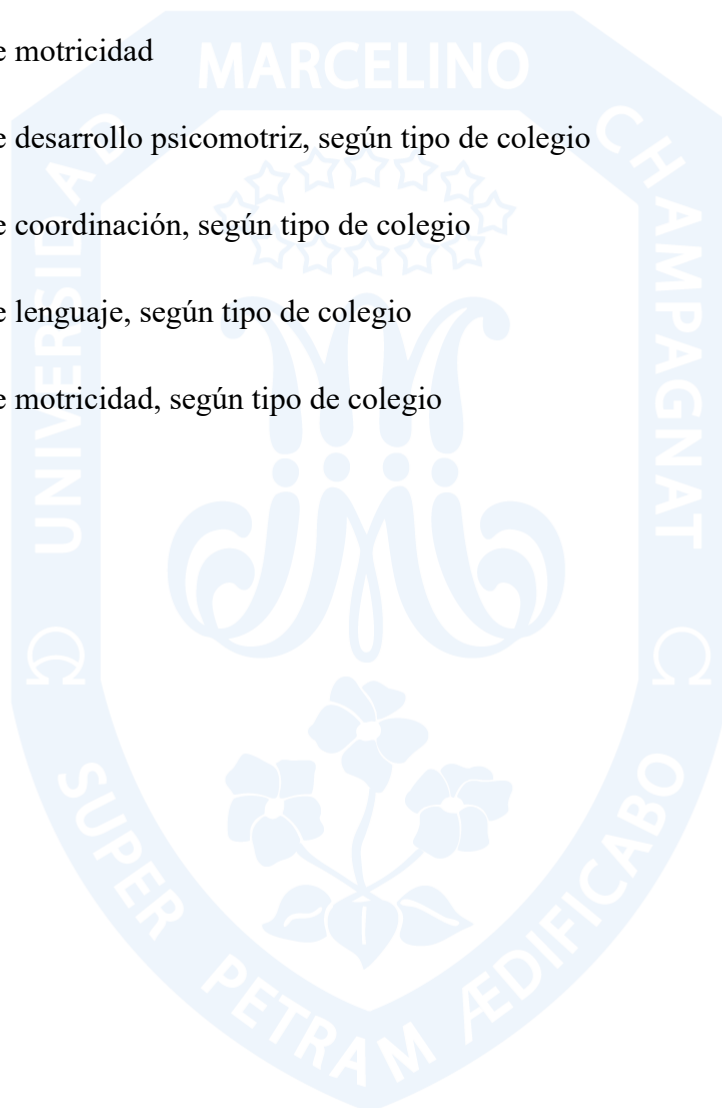 e motricidad
e desarrollo psicomotriz, según tipo de colegio
e coordinación, según tipo de colegio
e lenguaje, según tipo de colegio
e motricidad, según tipo de colegio
UNIVERSIDAD
MARCELINO
CHAMPAGNAT
SUPER PETRAM ÆDIFICABO